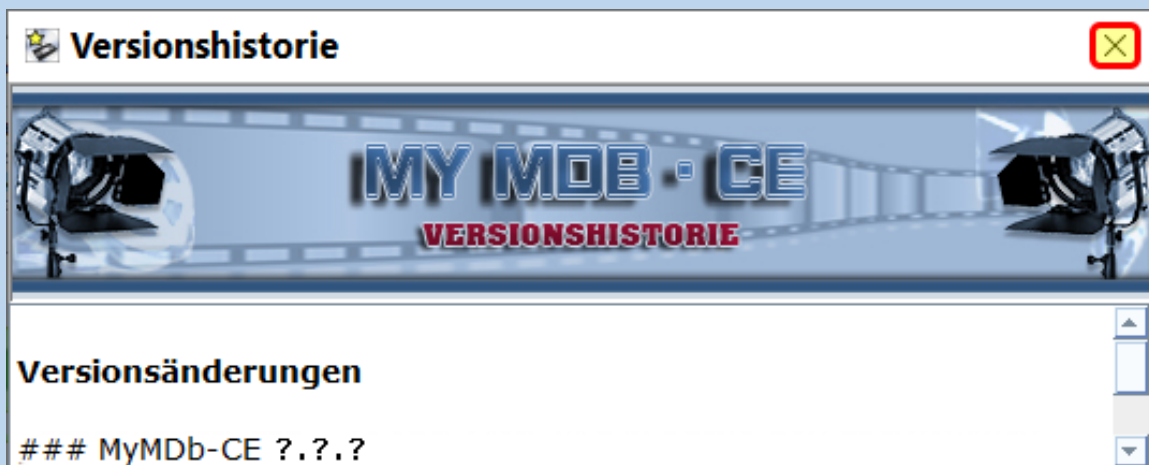 Versionshistorie
MY MDB · CE
VERSIONSHISTORIE
Versionsänderungen
### MyMDb-CE ?.?.?